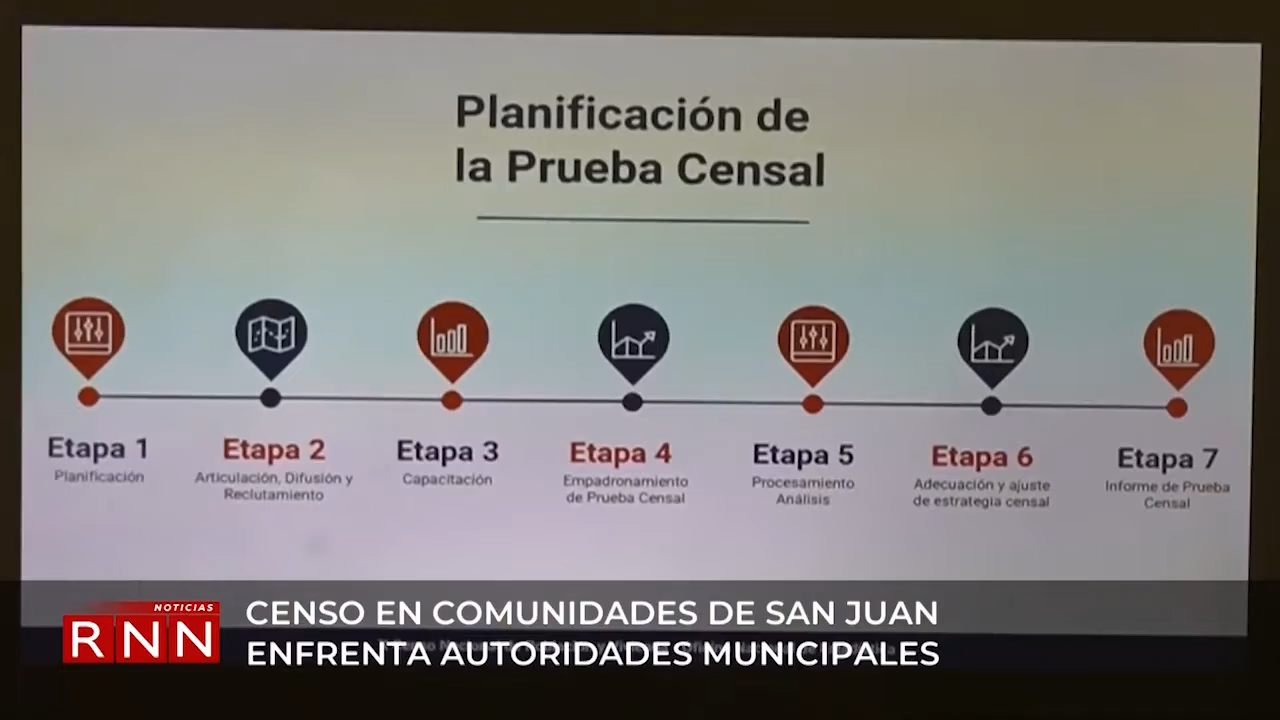 Planificación de
la Prueba Censal
Etapa 1
Planificación
Etapa 2
Articulación, Difusión y
Reclutamiento
Etapa 3
Capacitación
Etapa 4
Empadronamiento
de Prueba Censal
Etapa 5
Procesamiento
Análisis
Etapa 6
Adecuación y ajuste
de estrategia censal
Etapa 7
Informe de Prueba
Censal
NOTICIAS
RNN
CENSO EN COMUNIDADES DE SAN JUAN
ENFRENTA AUTORIDADES MUNICIPALES